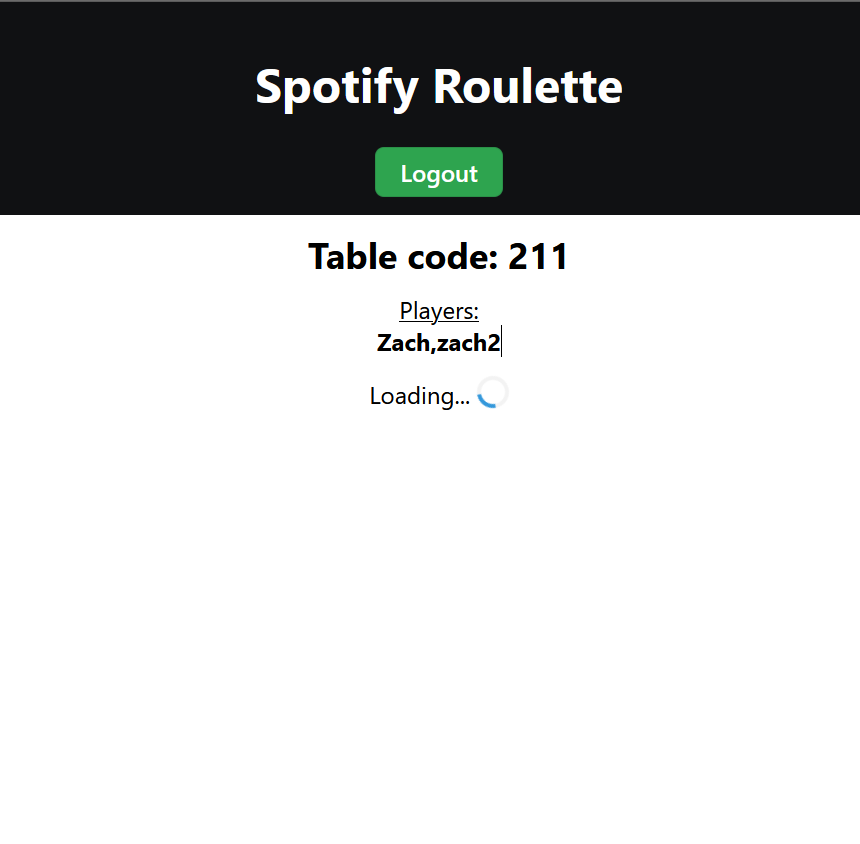 Spotify Roulette
Logout
Table code: 211
Players:
Zach,zach2
Loading...